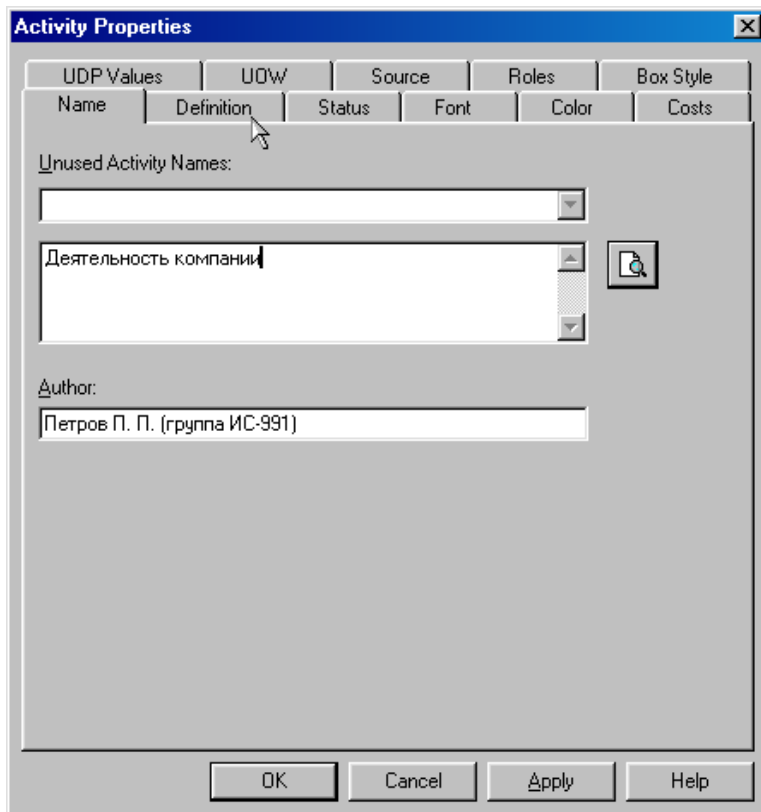 Activity Properties
UDP Values UOW Source Roles Box Style
Name Definition Status Font Color Costs
Unused Activity Names:
Деятельность компании
Author:
Петров П. П. (группа ИС-991)
OK Cancel Apply Help